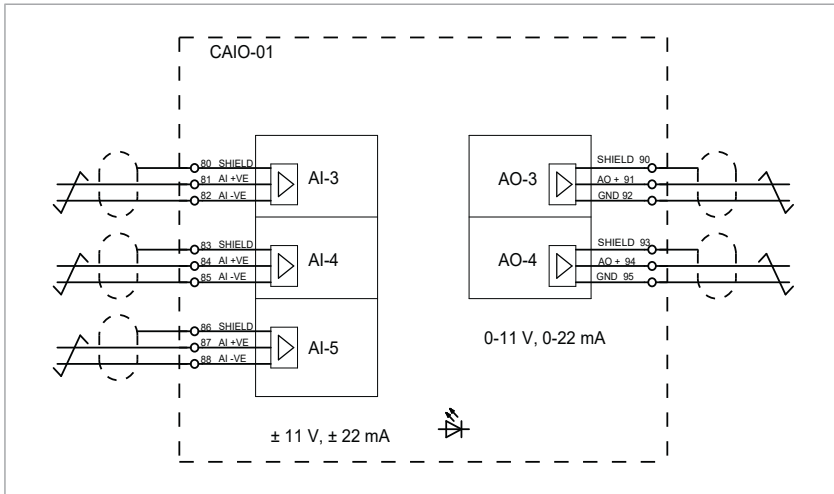 CAIO-01
80 SHIELD
81 AI +VE
82 AI -VE
AI-3
83 SHIELD
84 AI +VE
85 AI -VE
AI-4
86 SHIELD
87 AI +VE
88 AI -VE
AI-5
± 11 V, ± 22 mA
AO-3
SHIELD 90
AO + 91
GND 92
AO-4
SHIELD 93
AO + 94
GND 95
0-11 V, 0-22 mA